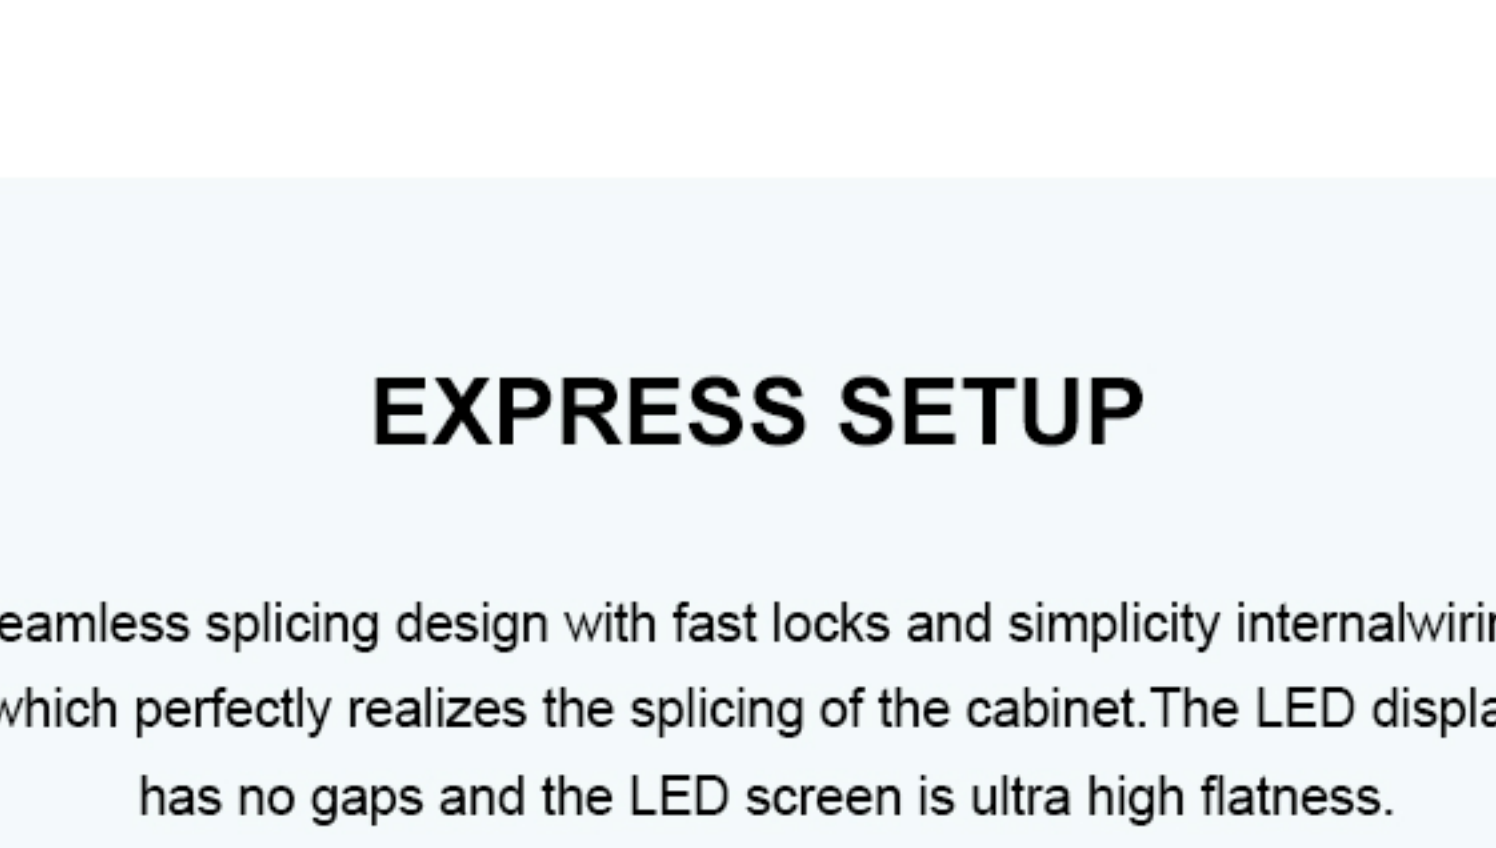 EXPRESS SETUP
eamless splicing design with fast locks and simplicity internalwirin
which perfectly realizes the splicing of the cabinet.The LED displa
has no gaps and the LED screen is ultra high flatness.